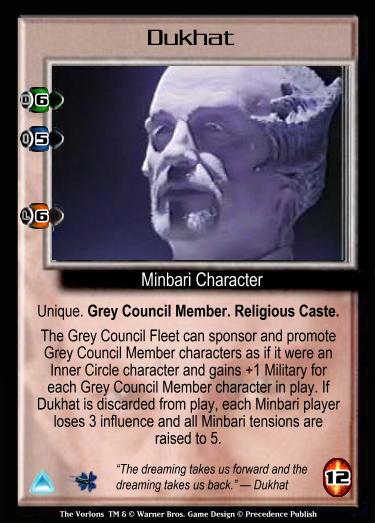 Dukhat
D 6
I 5
L 6
Minbari Character
Unique. Grey Council Member. Religious Caste.
The Grey Council Fleet can sponsor and promote
Grey Council Member characters as if it were an
Inner Circle character and gains +1 Military for
each Grey Council Member character in play. If
Dukhat is discarded from play, each Minbari player
loses 3 influence and all Minbari tensions are
raised to 5.
"The dreaming takes us forward and the
dreaming takes us back." — Dukhat
12
The Vorlons TM & © Warner Bros. Game Design © Precedence Publish